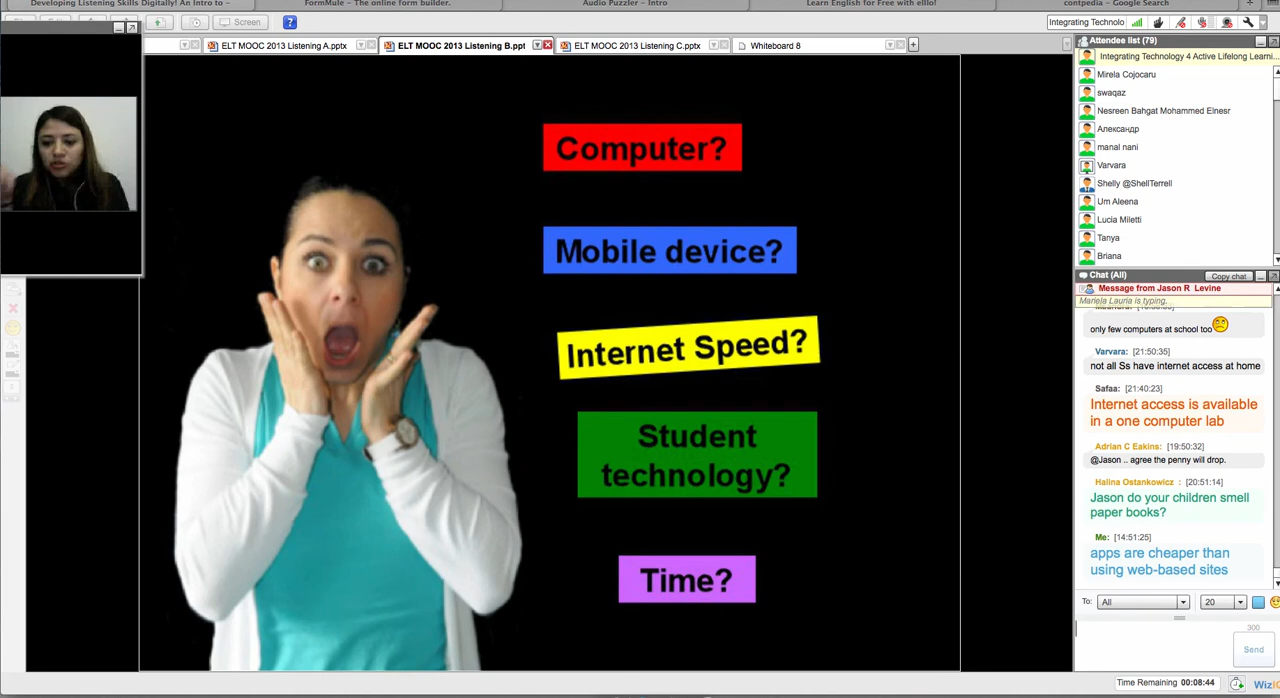 Developing Listening Skills Digitally! An Intro to -
FormMule - The online form builder.
Audio Puzzler - Intro
Learn English for Free with elllo!
contpedia - Google Search
Screen
?
Integrating Technolo
ELT MOOC 2013 Listening A.pptx
ELT MOOC 2013 Listening B.ppt
ELT MOOC 2013 Listening C.pptx
Whiteboard 8
Computer?
Mobile device?
Internet Speed?
Student
technology?
Time?
Attendee list (79)
Integrating Technology 4 Active Lifelong Learni...
Mirela Cojocaru
swaqaz
Nesreen Bahgat Mohammed Elnesr
Александр
manal nani
Varvara
Shelly @ShellTerrell
Um Aleena
Lucia Miletti
Tanya
Briana
Chat (All)
Copy chat
Message from Jason R Levine
Mariela Lauria is typing.
only few computers at school too
Varvara: [21:50:35]
not all Ss have internet access at home
Safaa: [21:40:23]
Internet access is available
in a one computer lab
Adrian C Eakins: [19:50:32]
@Jason .. agree the penny will drop.
Halina Ostankowicz : [20:51:14]
Jason do your children smell
paper books?
Me: [14:51:25]
apps are cheaper than
using web-based sites
To: All 20
300
Send
Time Remaining 00:08:44